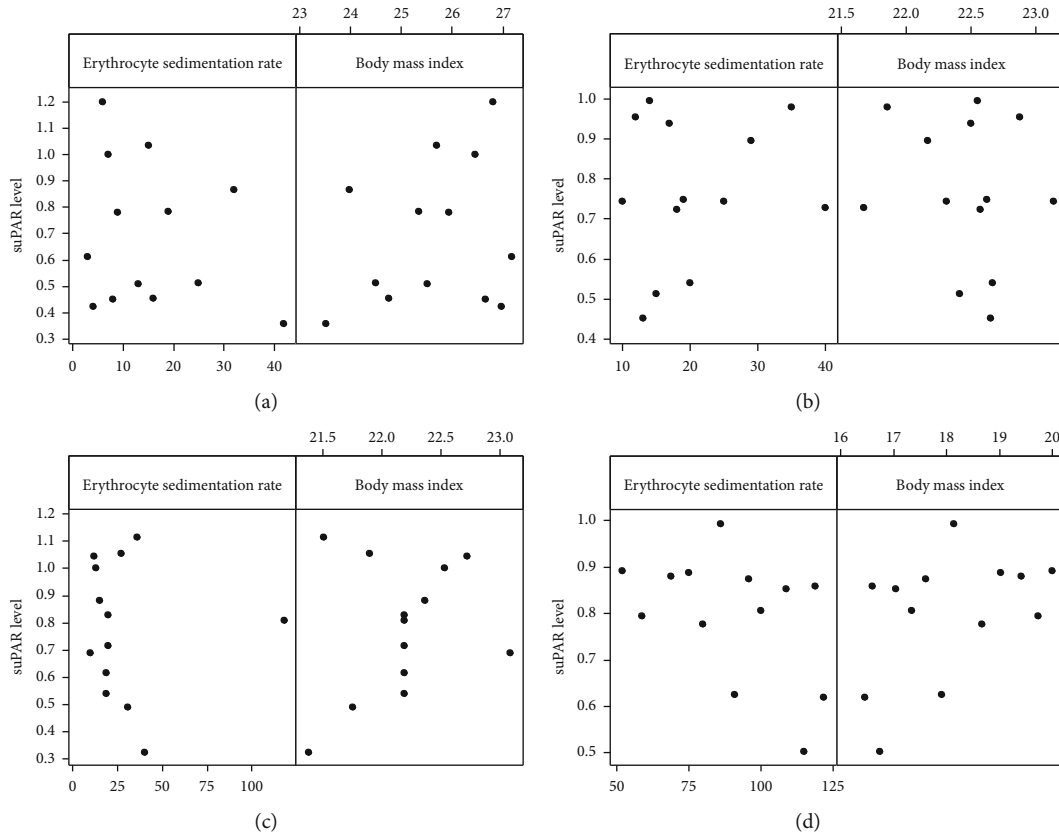 23 24 25 26 27
Erythrocyte sedimentation rate Body mass index
1.2
1.1
1.0
0.9
0.8
0.7
0.6
0.5
0.4
0.3
suPAR level
0 10 20 30 40
(a)
21.5 22.0 22.5 23.1
Erythrocyte sedimentation rate Body mass index
1.0
0.9
0.8
0.7
0.6
0.5
0.4
suPAR level
10 20 30 40
(b)
21.5 22.2 22.7 23.1
Erythrocyte sedimentation rate Body mass index
1.2
1.1
1.0
0.9
0.8
0.7
0.6
0.5
0.4
0.3
suPAR level
0 25 50 75 100
(c)
16 17 18 19 20
Erythrocyte sedimentation rate Body mass index
1.0
0.9
0.8
0.7
0.6
0.5
suPAR level
50 75 100 125
(d)